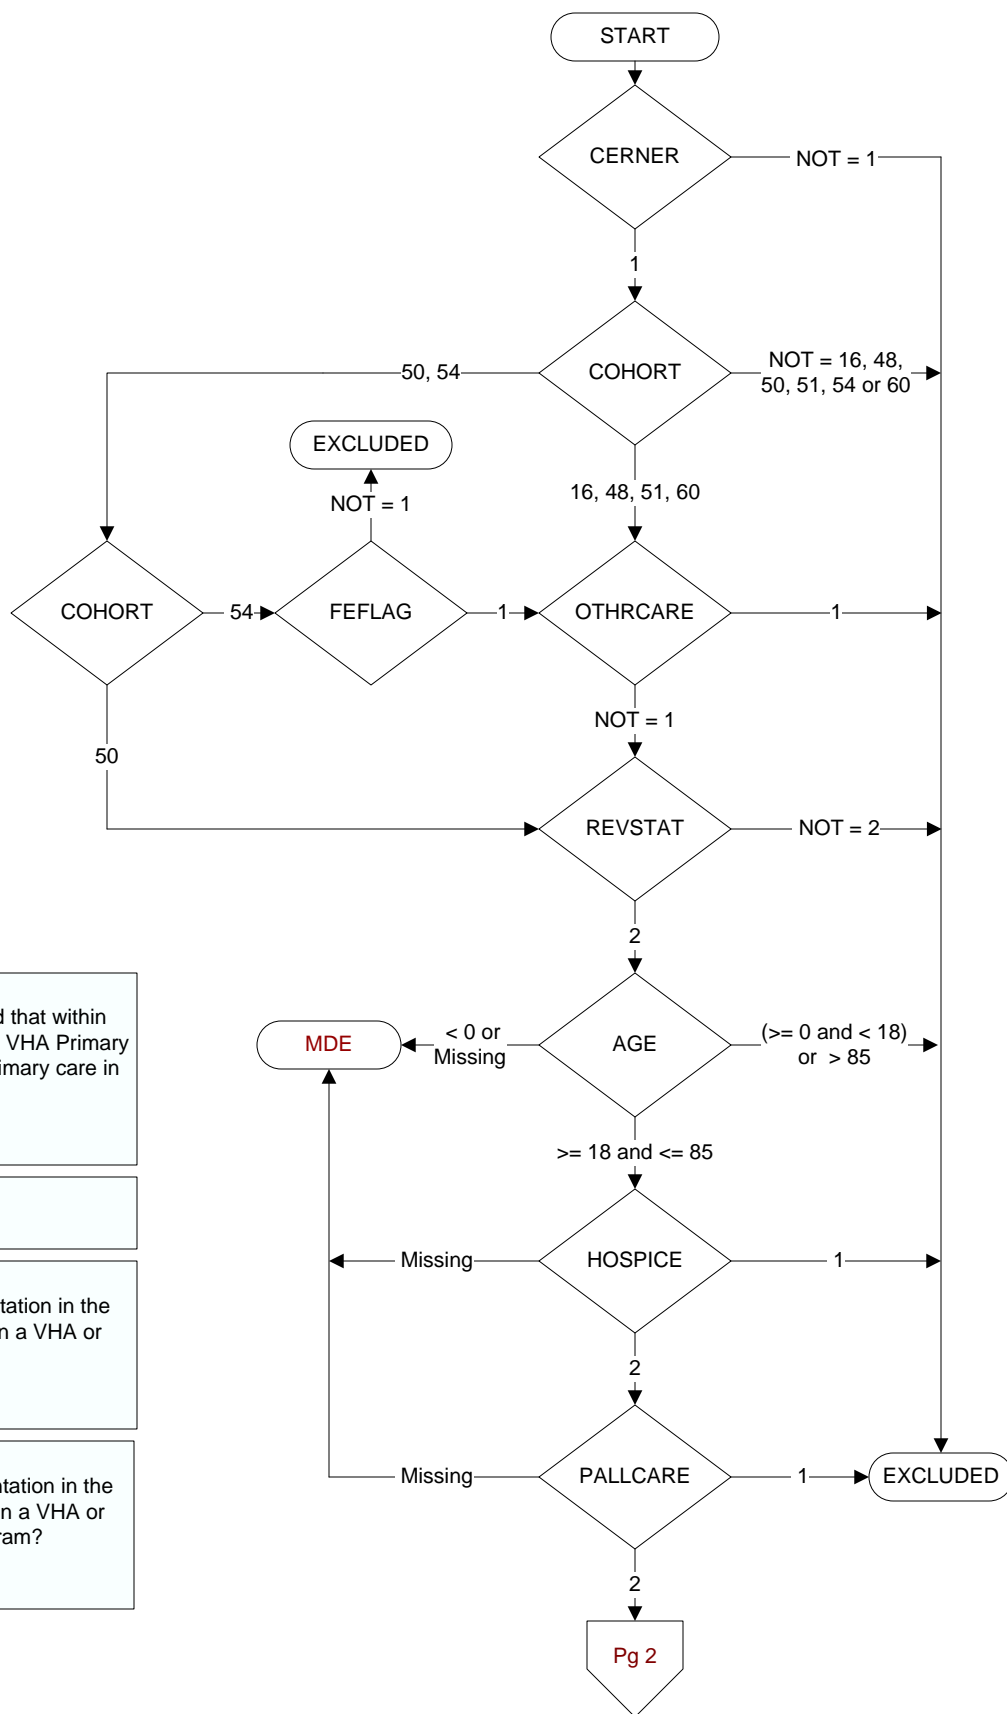 START
CERNER
NOT = 1
1
COHORT
NOT = 16, 48,
50, 51, 54 or 60
50, 54
EXCLUDED
NOT = 1
16, 48, 51, 60
COHORT
54
FEFLAG
1
OTHRCARE
1
NOT = 1
50
REVSTAT
NOT = 2
2
d that within
VHA Primary
imary care in
MDE
< 0 or
Missing
AGE
(>= 0 and < 18)
or > 85
>= 18 and <= 85
Missing
HOSPICE
1
tation in the
n a VHA or
2
Missing
PALLCARE
1
EXCLUDED
ntation in the
n a VHA or
ram?
2
Pg 2